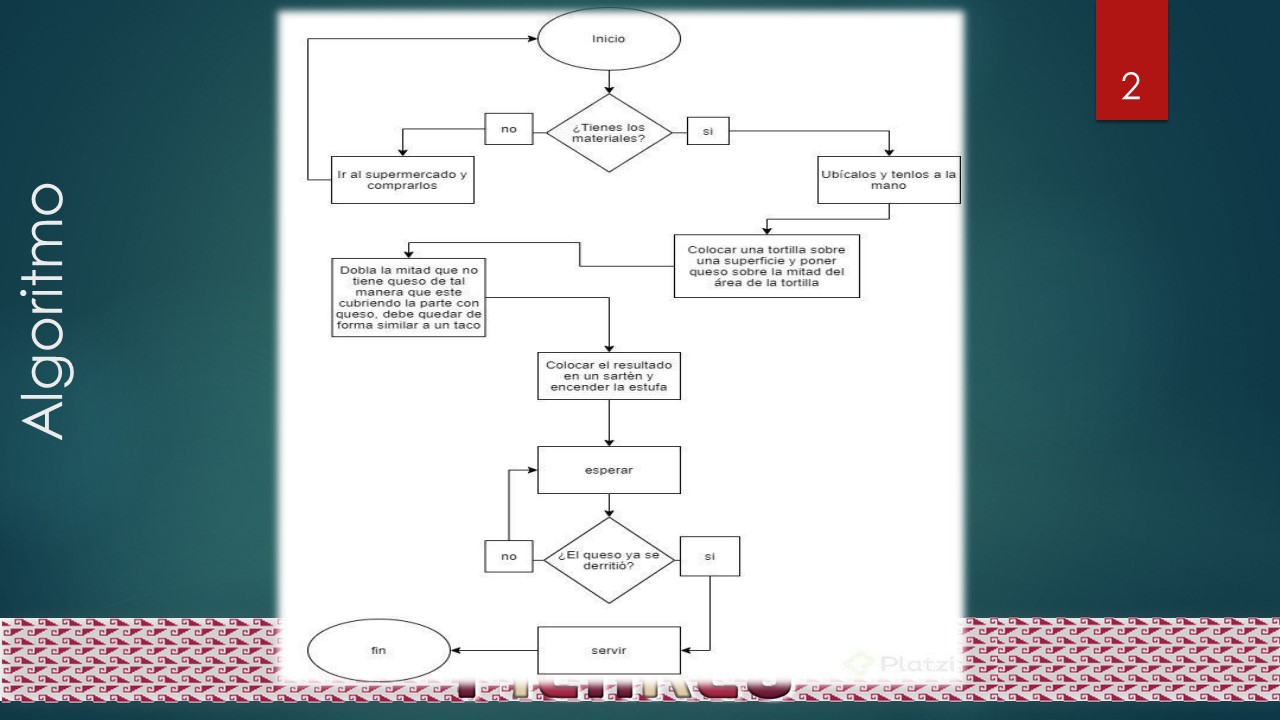 Algoritmo
2
Inicio
¿Tienes los
materiales?
no
si
Ir al supermercado y
comprarlos
Ubícalos y tenlos a la
mano
Colocar una tortilla sobre
una superficie y poner
queso sobre la mitad del
área de la tortilla
Dobla la mitad que no
tiene queso de tal
manera que este
cubriendo la parte con
queso, debe quedar de
forma similar a un taco
Colocar el resultado
en un sartén y
encender la estufa
esperar
¿El queso ya se
derritió?
no
si
servir
fin
Platzi